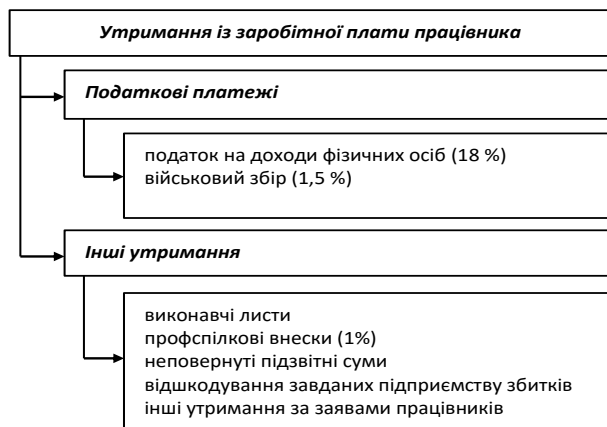 Утримання із заробітної плати працівника
Податкові платежі
податок на доходи фізичних осіб (18 %)
військовий збір (1,5 %)
Інші утримання
виконавчі листи
профспілкові внески (1%)
неповернуті підзвітні суми
відшкодування завданих підприємству збитків
інші утримання за заявами працівників